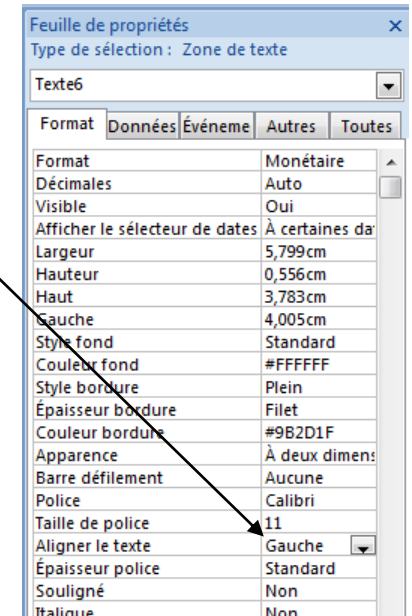 Feuille de propriétés
Type de sélection : Zone de texte
Texte6
Format Données Événeme Autres Toutes
Format Monétaire
Décimales Auto
Visible Oui
Afficher le sélecteur de dates À certaines da
Largeur 5,799cm
Hauteur 0,556cm
Haut 3,783cm
Gauche 4,005cm
Style fond Standard
Couleur fond #FFFFFF
Style bordure Plein
Épaisseur bordure Filet
Couleur bordure #9B2D1F
Apparence À deux dimens
Barre défilement Aucune
Police Calibri
Taille de police 11
Aligner le texte Gauche
Épaisseur police Standard
Souligné Non
Italique Non